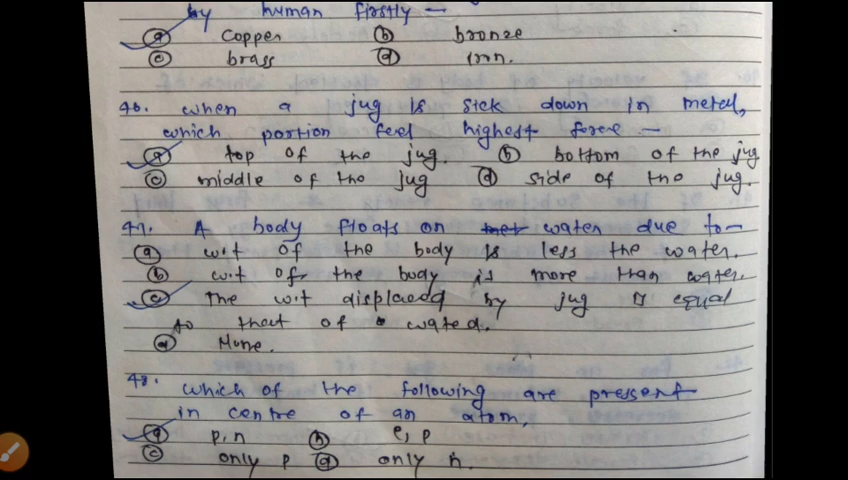 by human firstly -
(a) copper (b) bronze
(c) brass (d) iron.
46. when a jug is sick down in metal,
which portion feel highest force -
(a) top of the jug. (b) bottom of the jug
(c) middle of the jug (d) side of the jug.
47. A body floats on water due to -
(a) wit of the body is less the water.
(b) wit of the body is more than water.
(c) the wit displaced by jug is equal
to that of wated.
(d) None.
48. which of the following are present
in centre of an atom,
(a) p, n (b) e, p
(c) only p (d) only n.